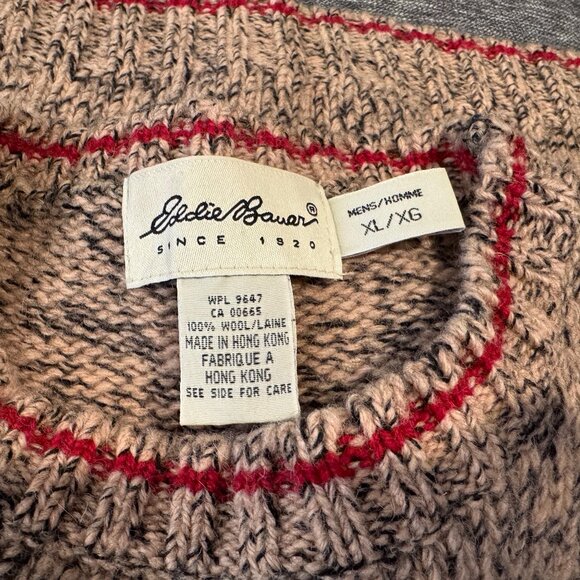 Eddie Bauer®
SINCE 1920
MENS/HOMME
XL/XG
WPL 9647
CA 00665
100% WOOL/LAINE
MADE IN HONG KONG
FABRIQUE A
HONG KONG
SEE SIDE FOR CARE